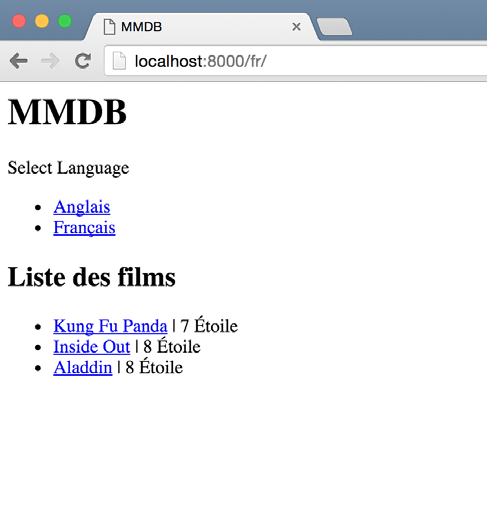 MMDB
localhost:8000/fr/
MMDB
Select Language
Anglais
Français
Liste des films
Kung Fu Panda | 7 Étoile
Inside Out | 8 Étoile
Aladdin | 8 Étoile